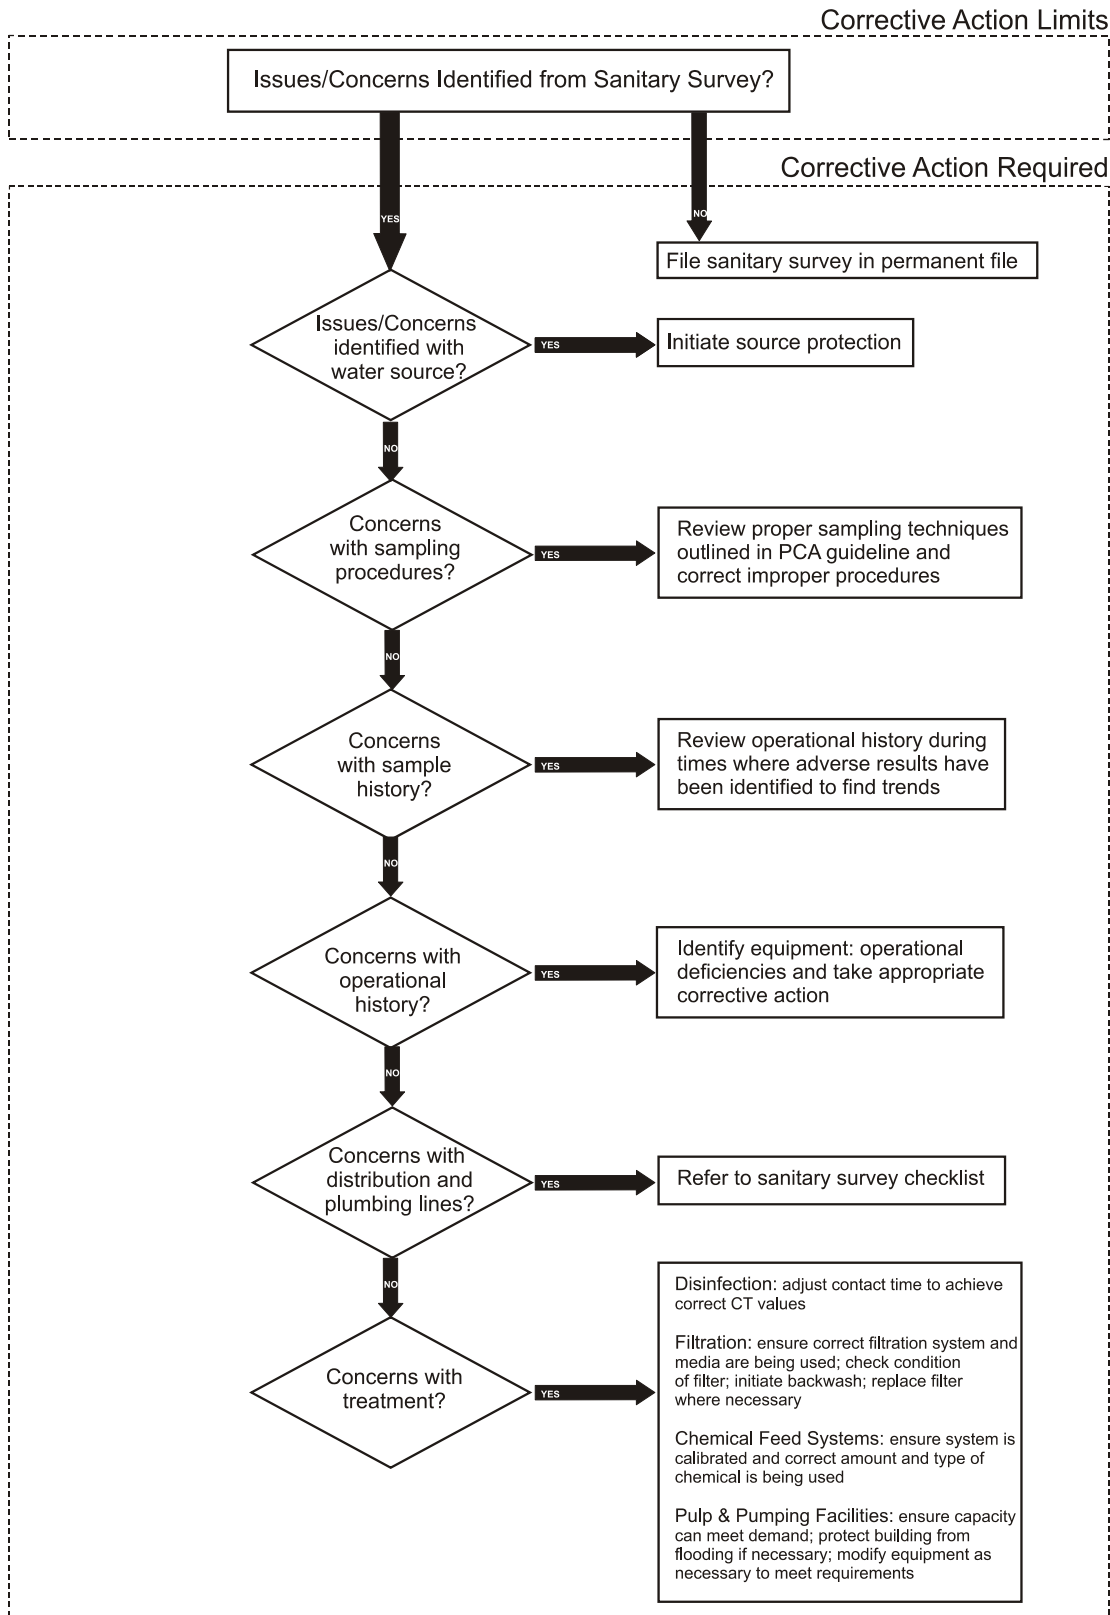 Corrective Action Limits
Issues/Concerns Identified from Sanitary Survey?
Corrective Action Required
YES
NO
File sanitary survey in permanent file
Issues/Concerns
identified with
water source?
YES
Initiate source protection
NO
Concerns
with sampling
procedures?
YES
Review proper sampling techniques
outlined in PCA guideline and
correct improper procedures
NO
Concerns
with sample
history?
YES
Review operational history during
times where adverse results have
been identified to find trends
NO
Concerns with
operational
history?
YES
Identify equipment: operational
deficiencies and take appropriate
corrective action
NO
Concerns with
distribution and
plumbing lines?
YES
Refer to sanitary survey checklist
NO
Concerns with
treatment?
YES
Disinfection: adjust contact time to achieve
correct CT values
Filtration: ensure correct filtration system and
media are being used; check condition
of filter; initiate backwash; replace filter
where necessary
Chemical Feed Systems: ensure system is
calibrated and correct amount and type of
chemical is being used
Pulp & Pumping Facilities: ensure capacity
can meet demand; protect building from
flooding if necessary; modify equipment as
necessary to meet requirements